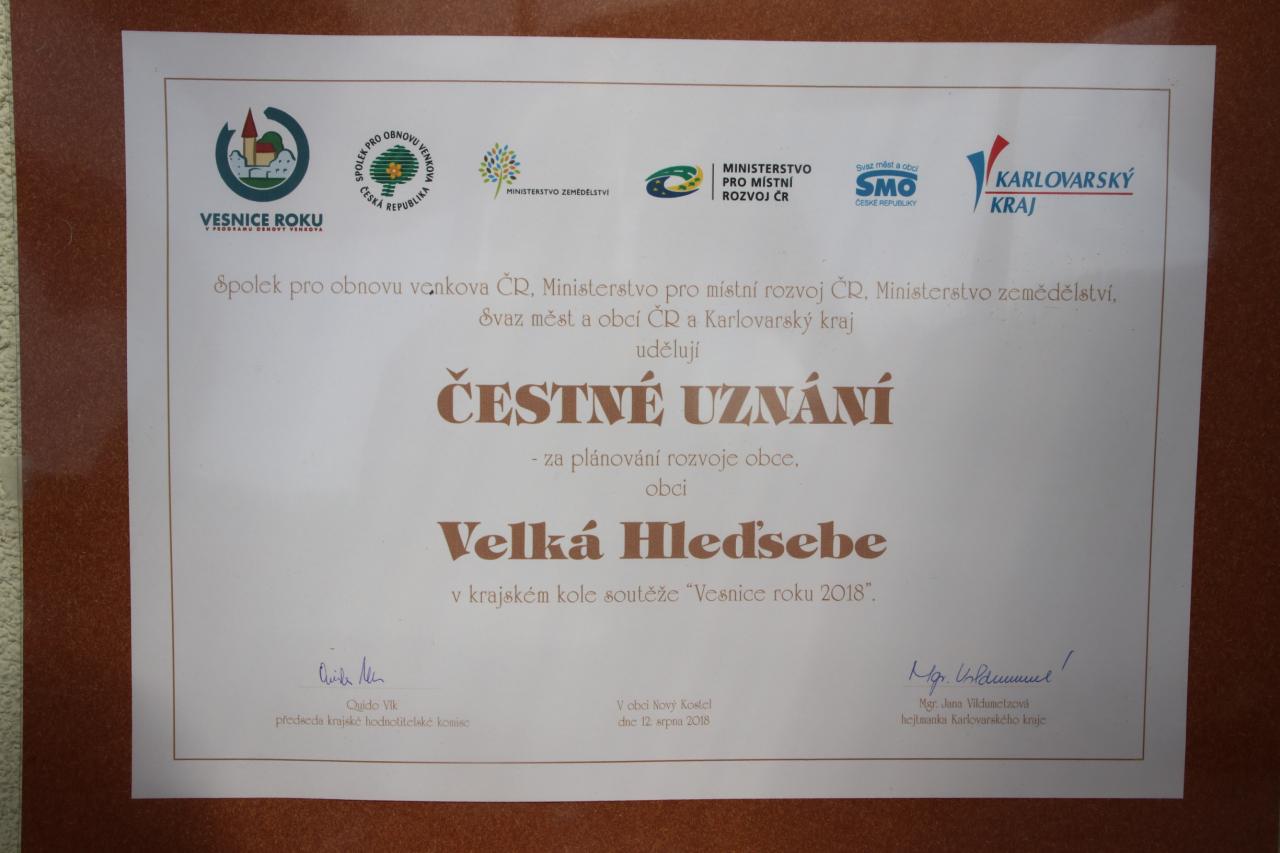 VESNICE ROKU
V PROGRAMU OBNOVY VENKOVA
SPOLEK PRO OBNOVU VENKOVA
ČESKÁ REPUBLIKA
MINISTERSTVO ZEMĚDĚLSTVÍ
MINISTERSTVO
PRO MÍSTNÍ
ROZVOJ ČR
Svaz měst a obcí
SMO
ČESKÉ REPUBLIKY
KARLOVARSKÝ
KRAJ
Spolek pro obnovu venkova ČR, Ministerstvo pro místní rozvoj ČR, Ministerstvo zemědělství,
Svaz měst a obcí ČR a Karlovarský kraj
udělují
ČESTNÉ UZNÁNÍ
- za plánování rozvoje obce,
obci
Velká Hleďsebe
v krajském kole soutěže “Vesnice roku 2018”.
Quido Vlk
předseda krajské hodnotitelské komise
V obci Nový Kostel
dne 12. srpna 2018
Mgr.
Mgr. Jana Vildumetzová
hejtmanka Karlovarského kraje